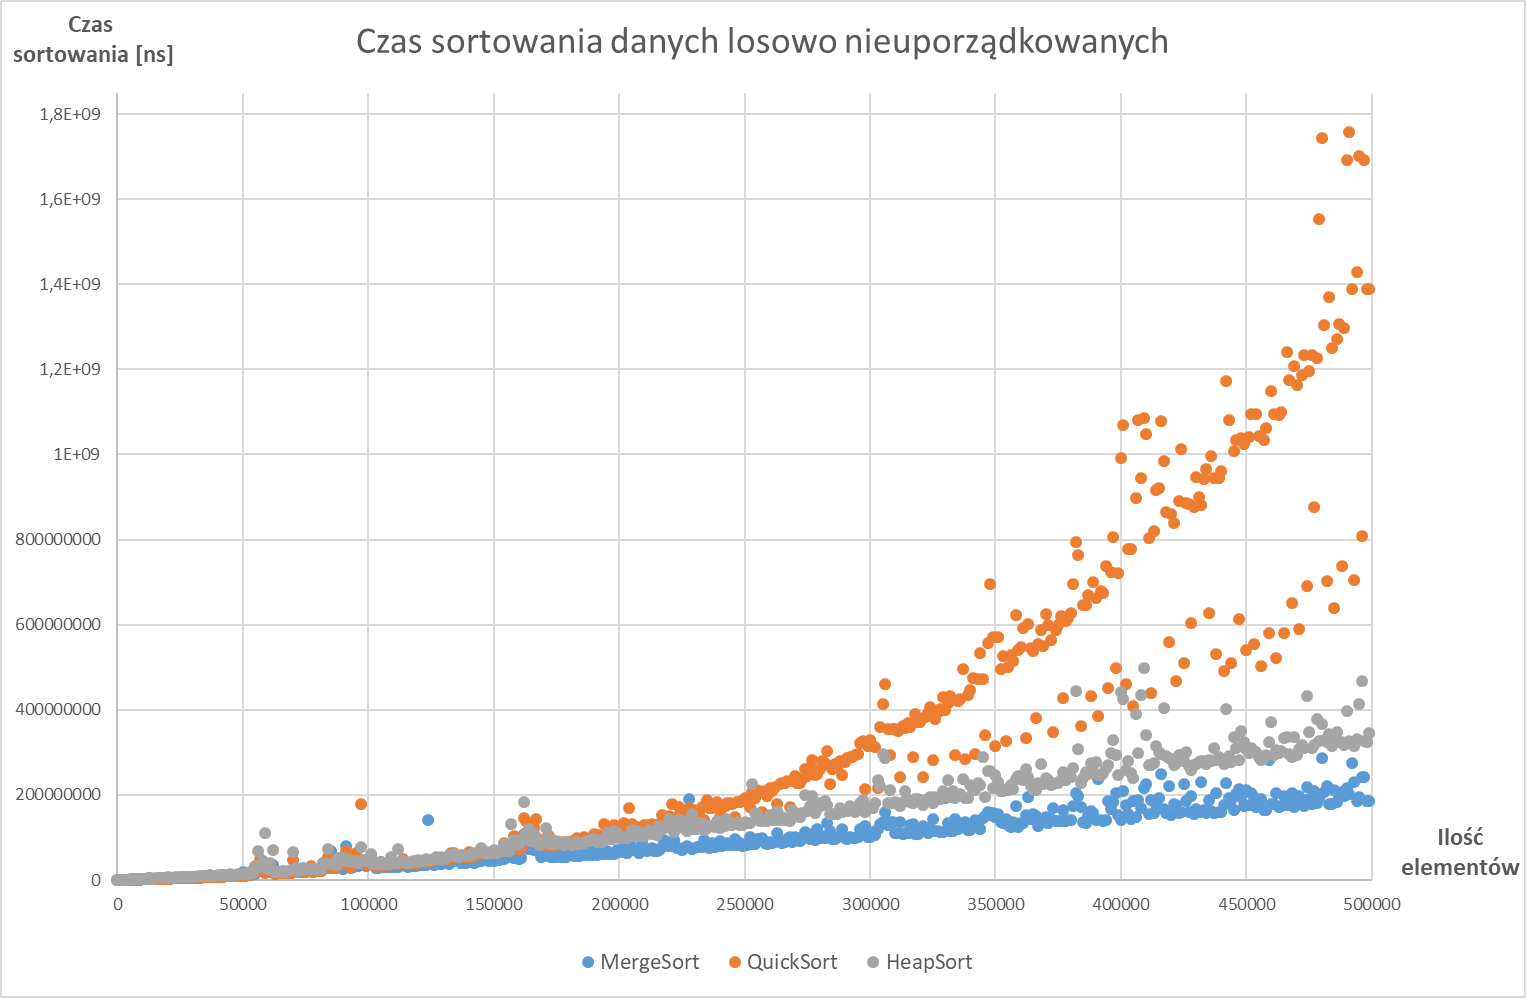 Czas
sortowania [ns]
Czas sortowania danych losowo nieuporządkowanych
1,8E+09
1,6E+09
1,4E+09
1,2E+09
1E+09
800000000
600000000
400000000
200000000
0
0 50000 100000 150000 200000 250000 300000 350000 400000 450000 500000
Ilość
elementów
MergeSort QuickSort HeapSort